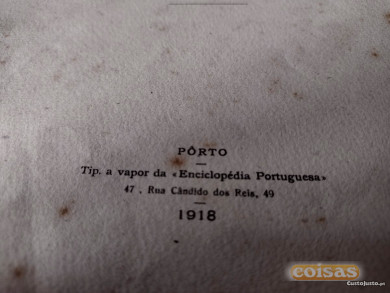 PÔRTO
Tip. a vapor da «Enciclopédia Portuguesa»
47, Rua Cândido dos Reis, 49
1918
coisas
CustoJusto.pt